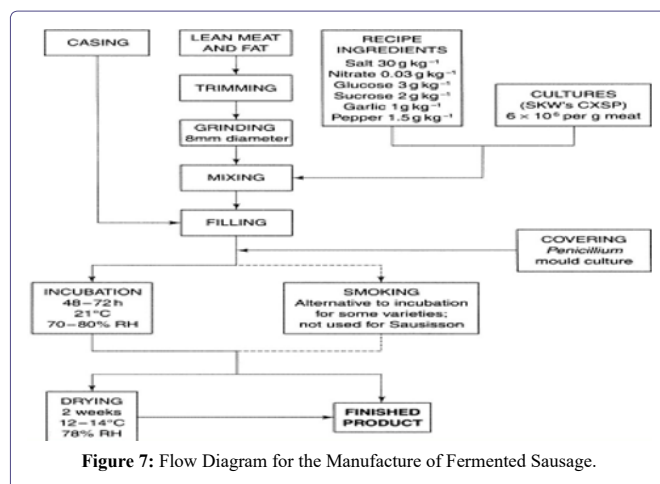 CASING
LEAN MEAT
AND FAT
TRIMMING
GRINDING
8mm diameter
MIXING
FILLING
RECIPE
INGREDIENTS
Salt 30 g kg⁻¹
Nitrate 0.03 g kg⁻¹
Glucose 3 g kg⁻¹
Sucrose 2 g kg⁻¹
Garlic 1 g kg⁻¹
Pepper 1.5 g kg⁻¹
CULTURES
(SKW's CXSP)
6 × 10⁶ per g meat
COVERING
Penicillium
mould culture
INCUBATION
48–72 h
21°C
70–80% RH
SMOKING
Alternative to incubation
for some varieties;
not used for Sausisson
DRYING
2 weeks
12–14°C
78% RH
FINISHED
PRODUCT
Figure 7: Flow Diagram for the Manufacture of Fermented Sausage.